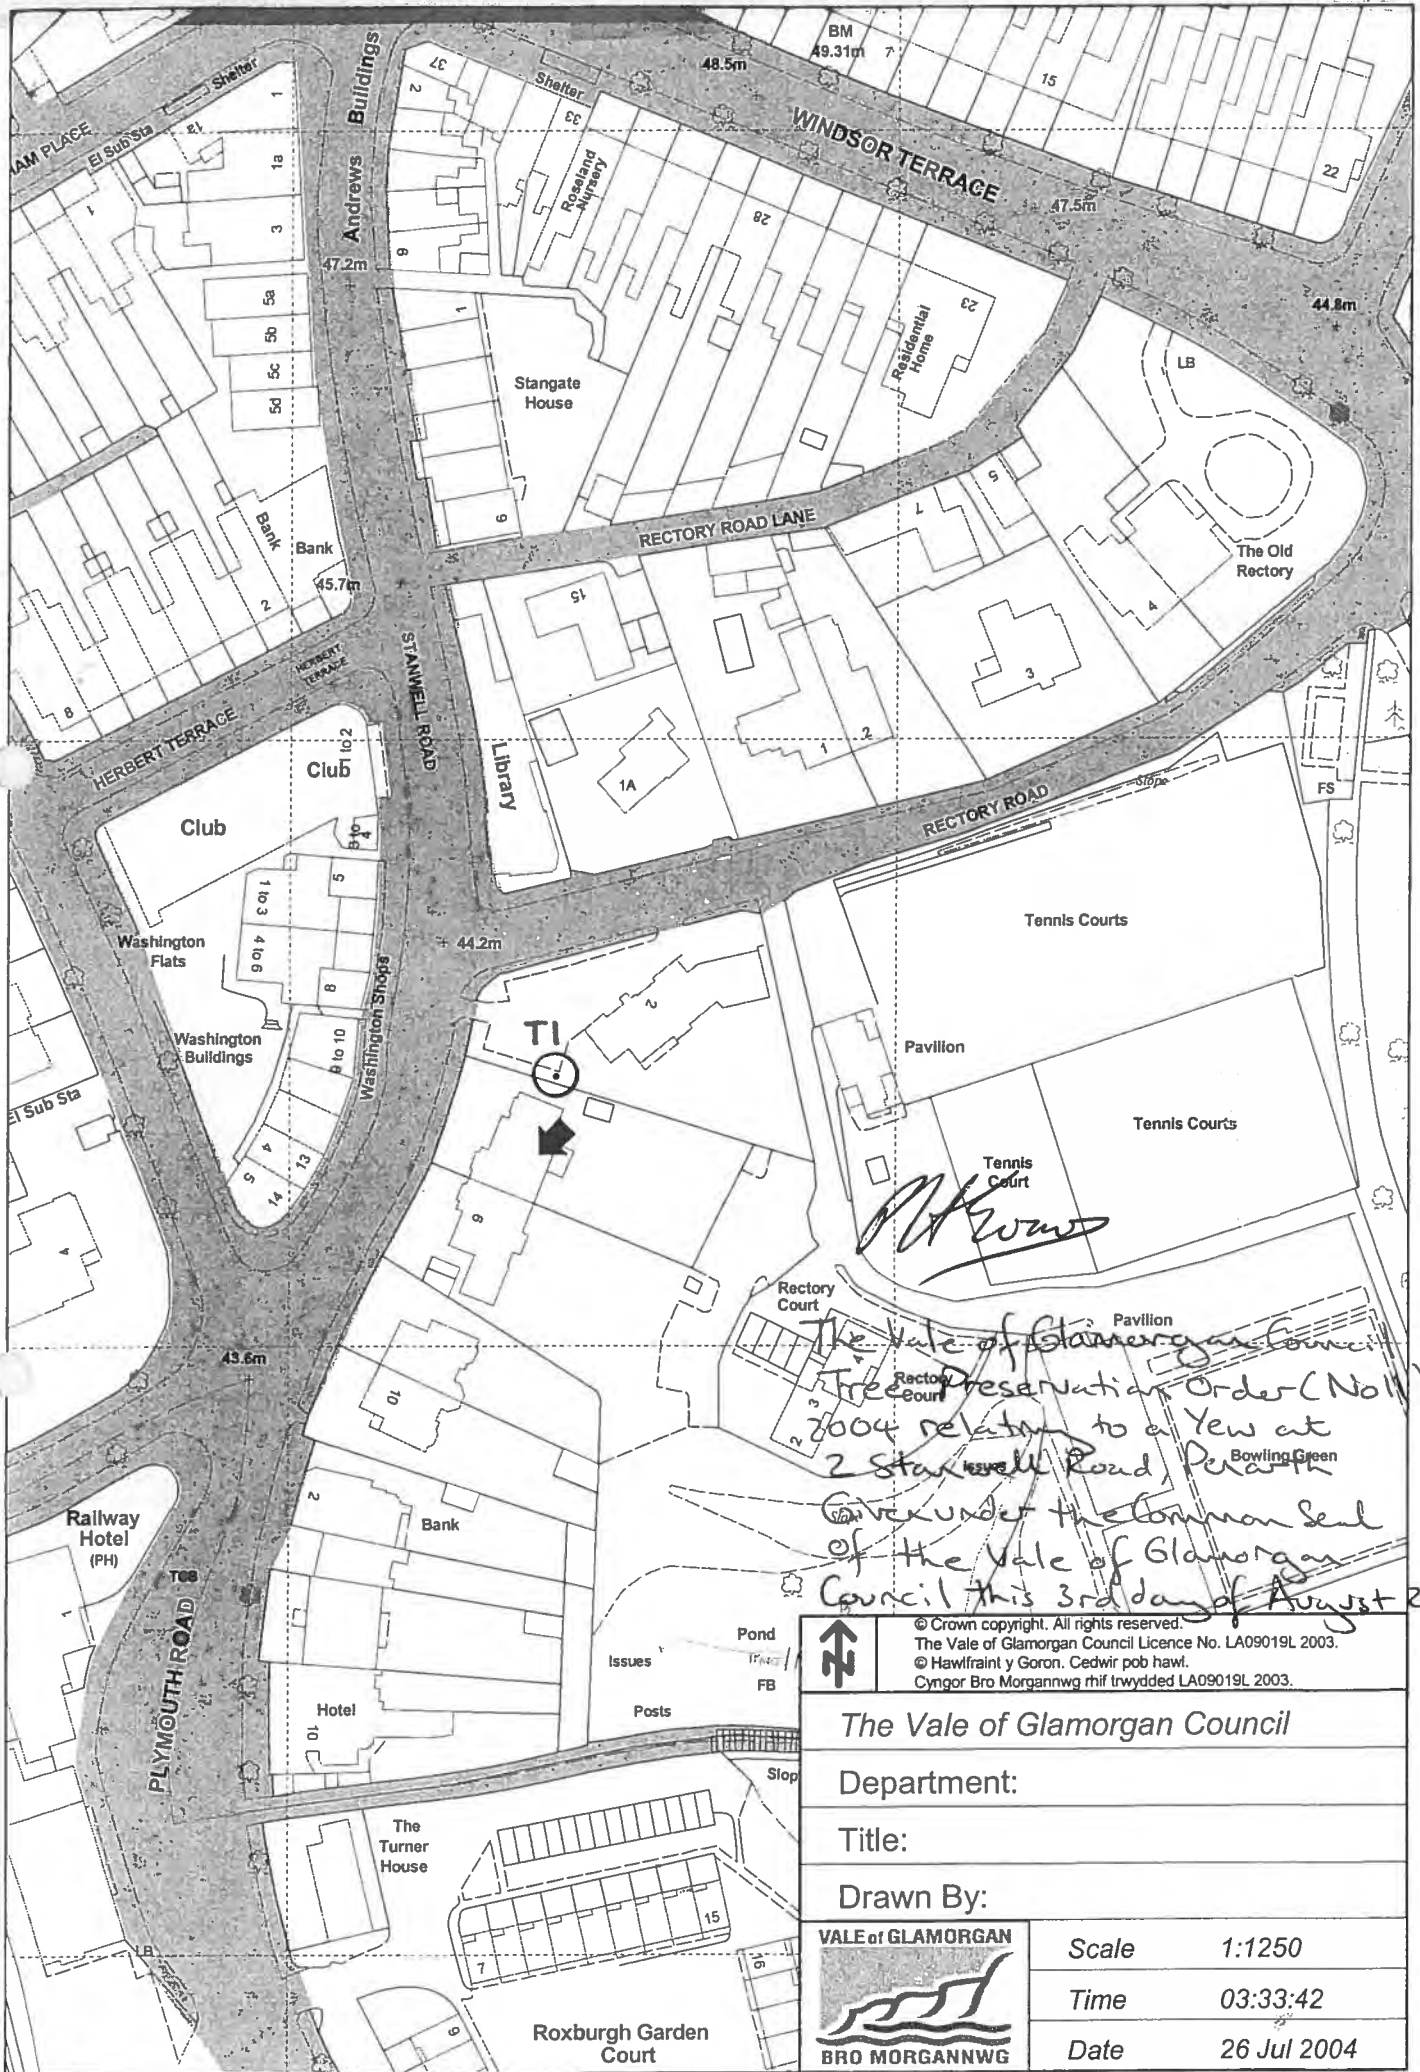 BM
49.31m
7
48.5m
15
22
WINDSOR TERRACE
47.5m
44.8m
Shelter
Shelter
1
1a
El Sub Sta
AM PLACE
1
1a
3
5a
5b
5c
5d
Andrews Buildings
47.2m
37
2
33
Roseland
Nursery
28
6
1
Stangate
House
23
Residential
Home
LB
6
RECTORY ROAD LANE
5
7
The Old
Rectory
4
3
Bank
Bank
45.7m
2
8
HERBERT
TERRACE
HERBERT TERRACE
STANWELL ROAD
15
1 2
1A
Library
Club
1 to 2
Club
3 to 4
5
1 to 3
4 to 6
8
Washington
Flats
Washington
Buildings
9 to 10
Washington Shops
13
14
4
5
44.2m
RECTORY ROAD
Slope
FS
Tennis Courts
2
T1
Pavilion
Tennis Courts
Tennis
Court
El Sub Sta
4
9
10
43.6m
Rectory
Court
Pavilion
Rectory
Court
4
3
2
Issues
Bowling Green
The Vale of Glamorgan Council
Tree Preservation Order (No11)
2004 relating to a Yew at
2 Stanwell Road, Penarth
Given under the Common Seal
of the Vale of Glamorgan
Council this 3rd day of August 2
Railway
Hotel
(PH)
TCB
1
PLYMOUTH ROAD
2
Bank
Hotel
10
Pond
Issues
FB
Posts
Slop
The
Turner
House
LB
7
15
16
9
Roxburgh Garden
Court
N
© Crown copyright. All rights reserved.
The Vale of Glamorgan Council Licence No. LA09019L 2003.
© Hawlfraint y Goron. Cedwir pob hawl.
Cyngor Bro Morgannwg rhif trwydded LA09019L 2003.
The Vale of Glamorgan Council
Department:
Title:
Drawn By:
VALE of GLAMORGAN
BRO MORGANNWG
Scale 1:1250
Time 03:33:42
Date 26 Jul 2004